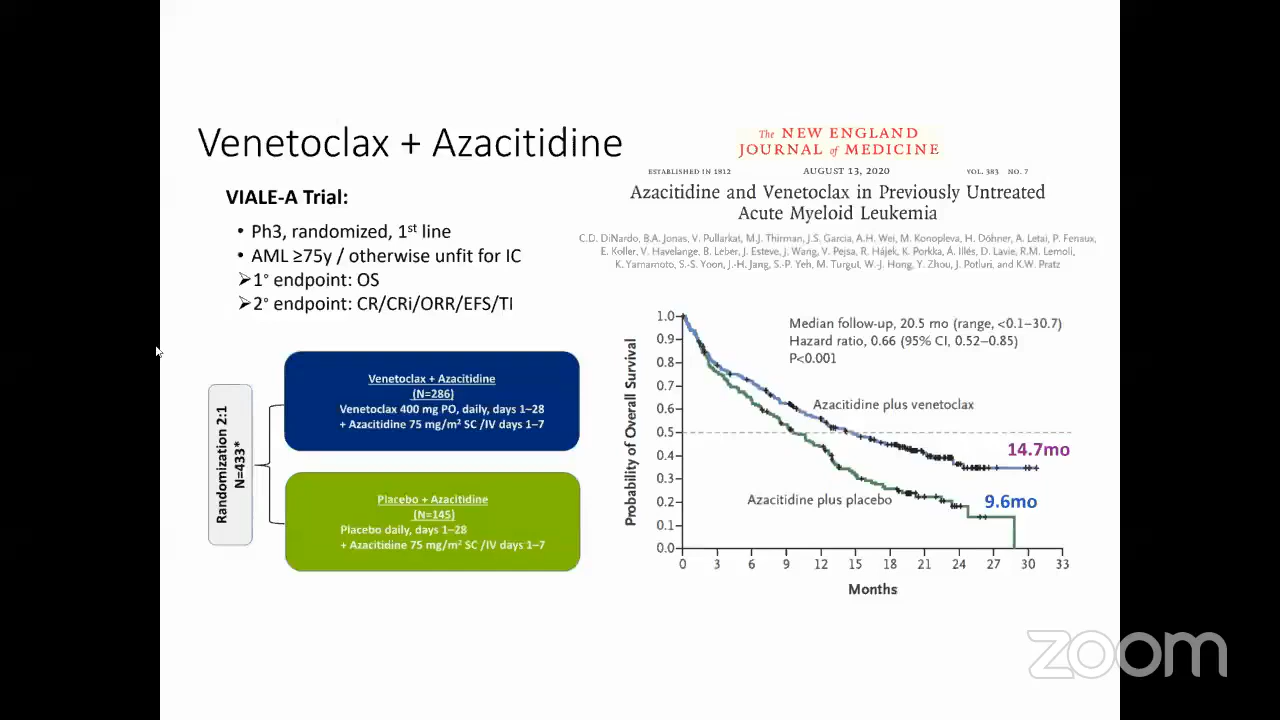 Venetoclax + Azacitidine
VIALE-A Trial:
• Ph3, randomized, 1st line
• AML ≥75y / otherwise unfit for IC
➢1° endpoint: OS
➢2° endpoint: CR/CRi/ORR/EFS/TI
Randomization 2:1
N=433*
Venetoclax + Azacitidine
(N=286)
Venetoclax 400 mg PO, daily, days 1–28
+ Azacitidine 75 mg/m² SC /IV days 1–7
Placebo + Azacitidine
(N=145)
Placebo daily, days 1–28
+ Azacitidine 75 mg/m² SC /IV days 1–7
The NEW ENGLAND
JOURNAL of MEDICINE
ESTABLISHED IN 1812 AUGUST 13, 2020 VOL. 383 NO. 7
Azacitidine and Venetoclax in Previously Untreated
Acute Myeloid Leukemia
C.D. DiNardo, B.A. Jonas, V. Pullarkat, M.J. Thirman, J.S. Garcia, A.H. Wei, M. Konopleva, H. Döhner, A. Letai, P. Fenaux,
E. Koller, V. Havelange, B. Leber, J. Esteve, J. Wang, V. Pejsa, R. Hájek, K. Porkka, Á. Illés, D. Lavie, R.M. Lemoli,
K. Yamamoto, S.-S. Yoon, J.-H. Jang, S.-P. Yeh, M. Turgut, W.-J. Hong, Y. Zhou, J. Potluri, and K.W. Pratz
Probability of Overall Survival
1.0
0.9
0.8
0.7
0.6
0.5
0.4
0.3
0.2
0.1
0.0
Median follow-up, 20.5 mo (range, <0.1–30.7)
Hazard ratio, 0.66 (95% CI, 0.52–0.85)
P<0.001
Azacitidine plus venetoclax
14.7mo
Azacitidine plus placebo
9.6mo
0 3 6 9 12 15 18 21 24 27 30 33
Months
zoom